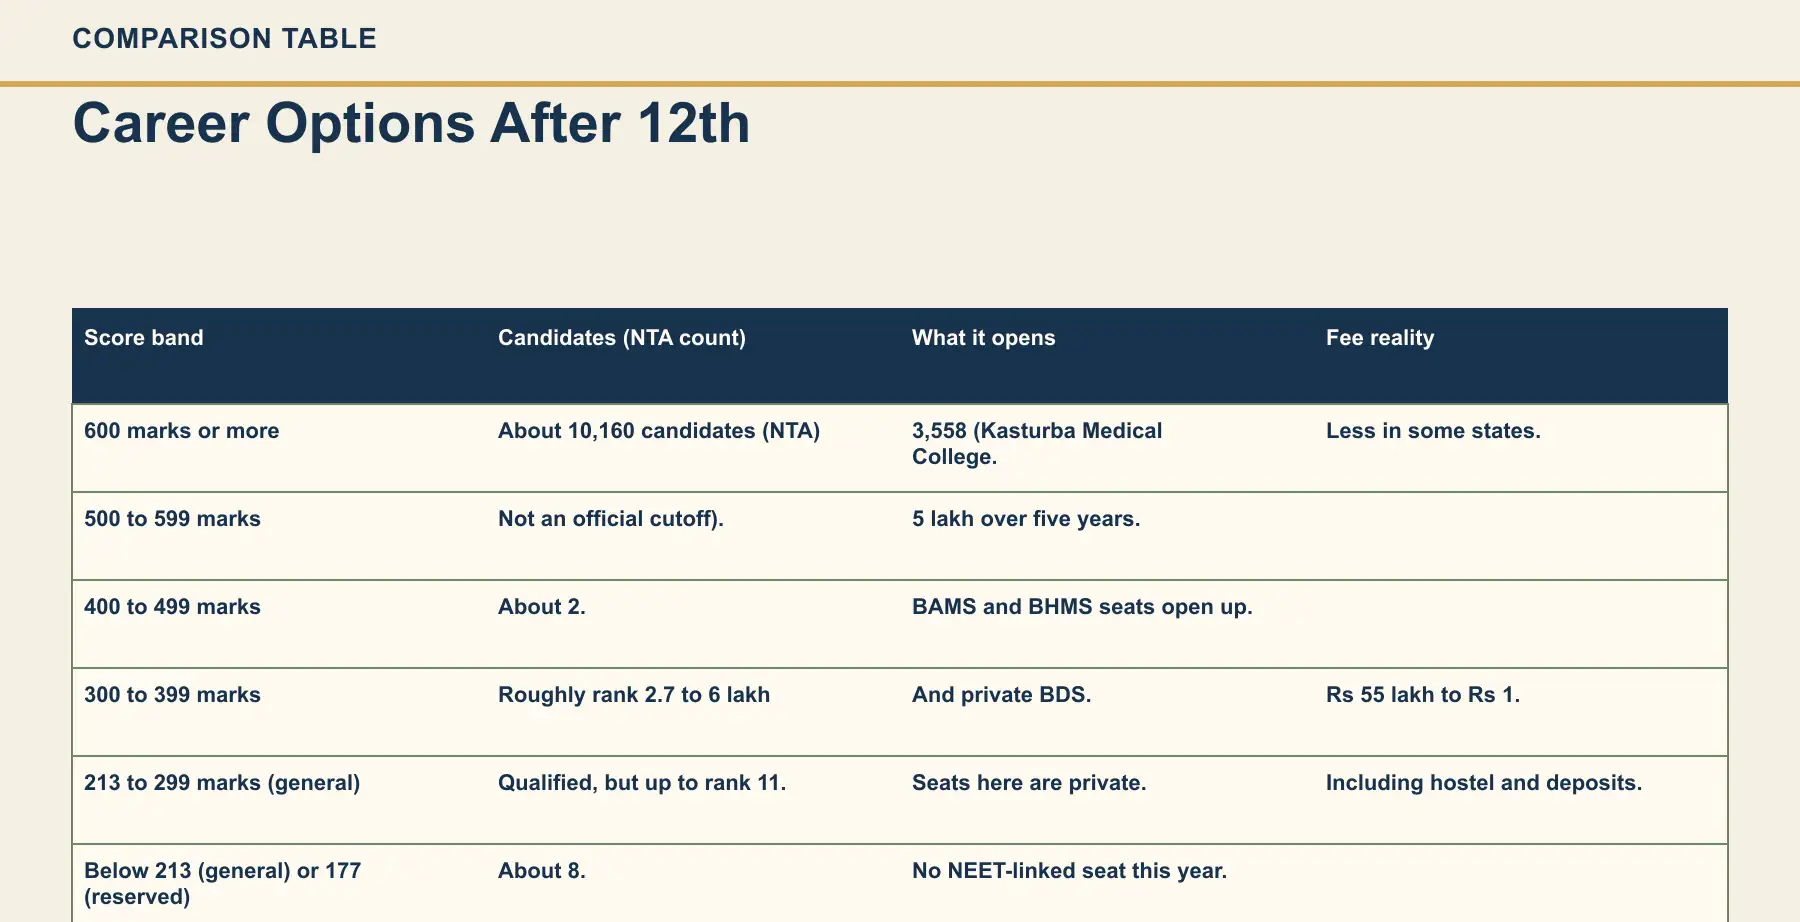 COMPARISON TABLE
Career Options After 12th
Score band
Candidates (NTA count)
What it opens
Fee reality
600 marks or more
About 10,160 candidates (NTA)
3,558 (Kasturba Medical
College.
Less in some states.
500 to 599 marks
Not an official cutoff).
5 lakh over five years.
400 to 499 marks
About 2.
BAMS and BHMS seats open up.
300 to 399 marks
Roughly rank 2.7 to 6 lakh
And private BDS.
Rs 55 lakh to Rs 1.
213 to 299 marks (general)
Qualified, but up to rank 11.
Seats here are private.
Including hostel and deposits.
Below 213 (general) or 177
(reserved)
About 8.
No NEET-linked seat this year.